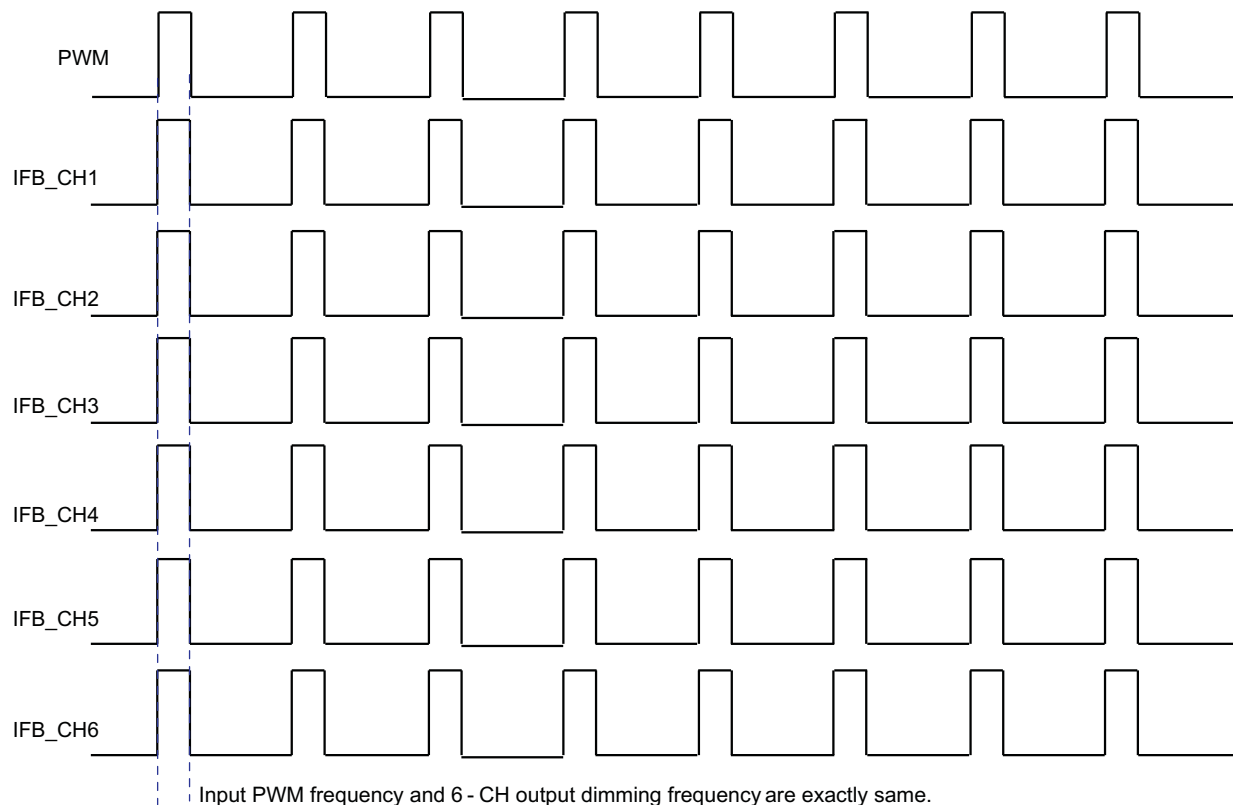 PWM
IFB_CH1
IFB_CH2
IFB_CH3
IFB_CH4
IFB_CH5
IFB_CH6
Input PWM frequency and 6 - CH output dimming frequency are exactly same.